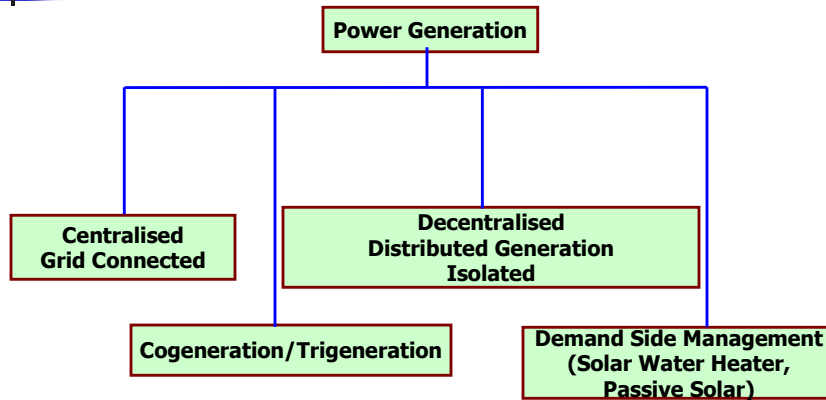 Power Generation
Centralised
Grid Connected
Decentralised
Distributed Generation
Isolated
Cogeneration/Trigeneration
Demand Side Management
(Solar Water Heater,
Passive Solar)